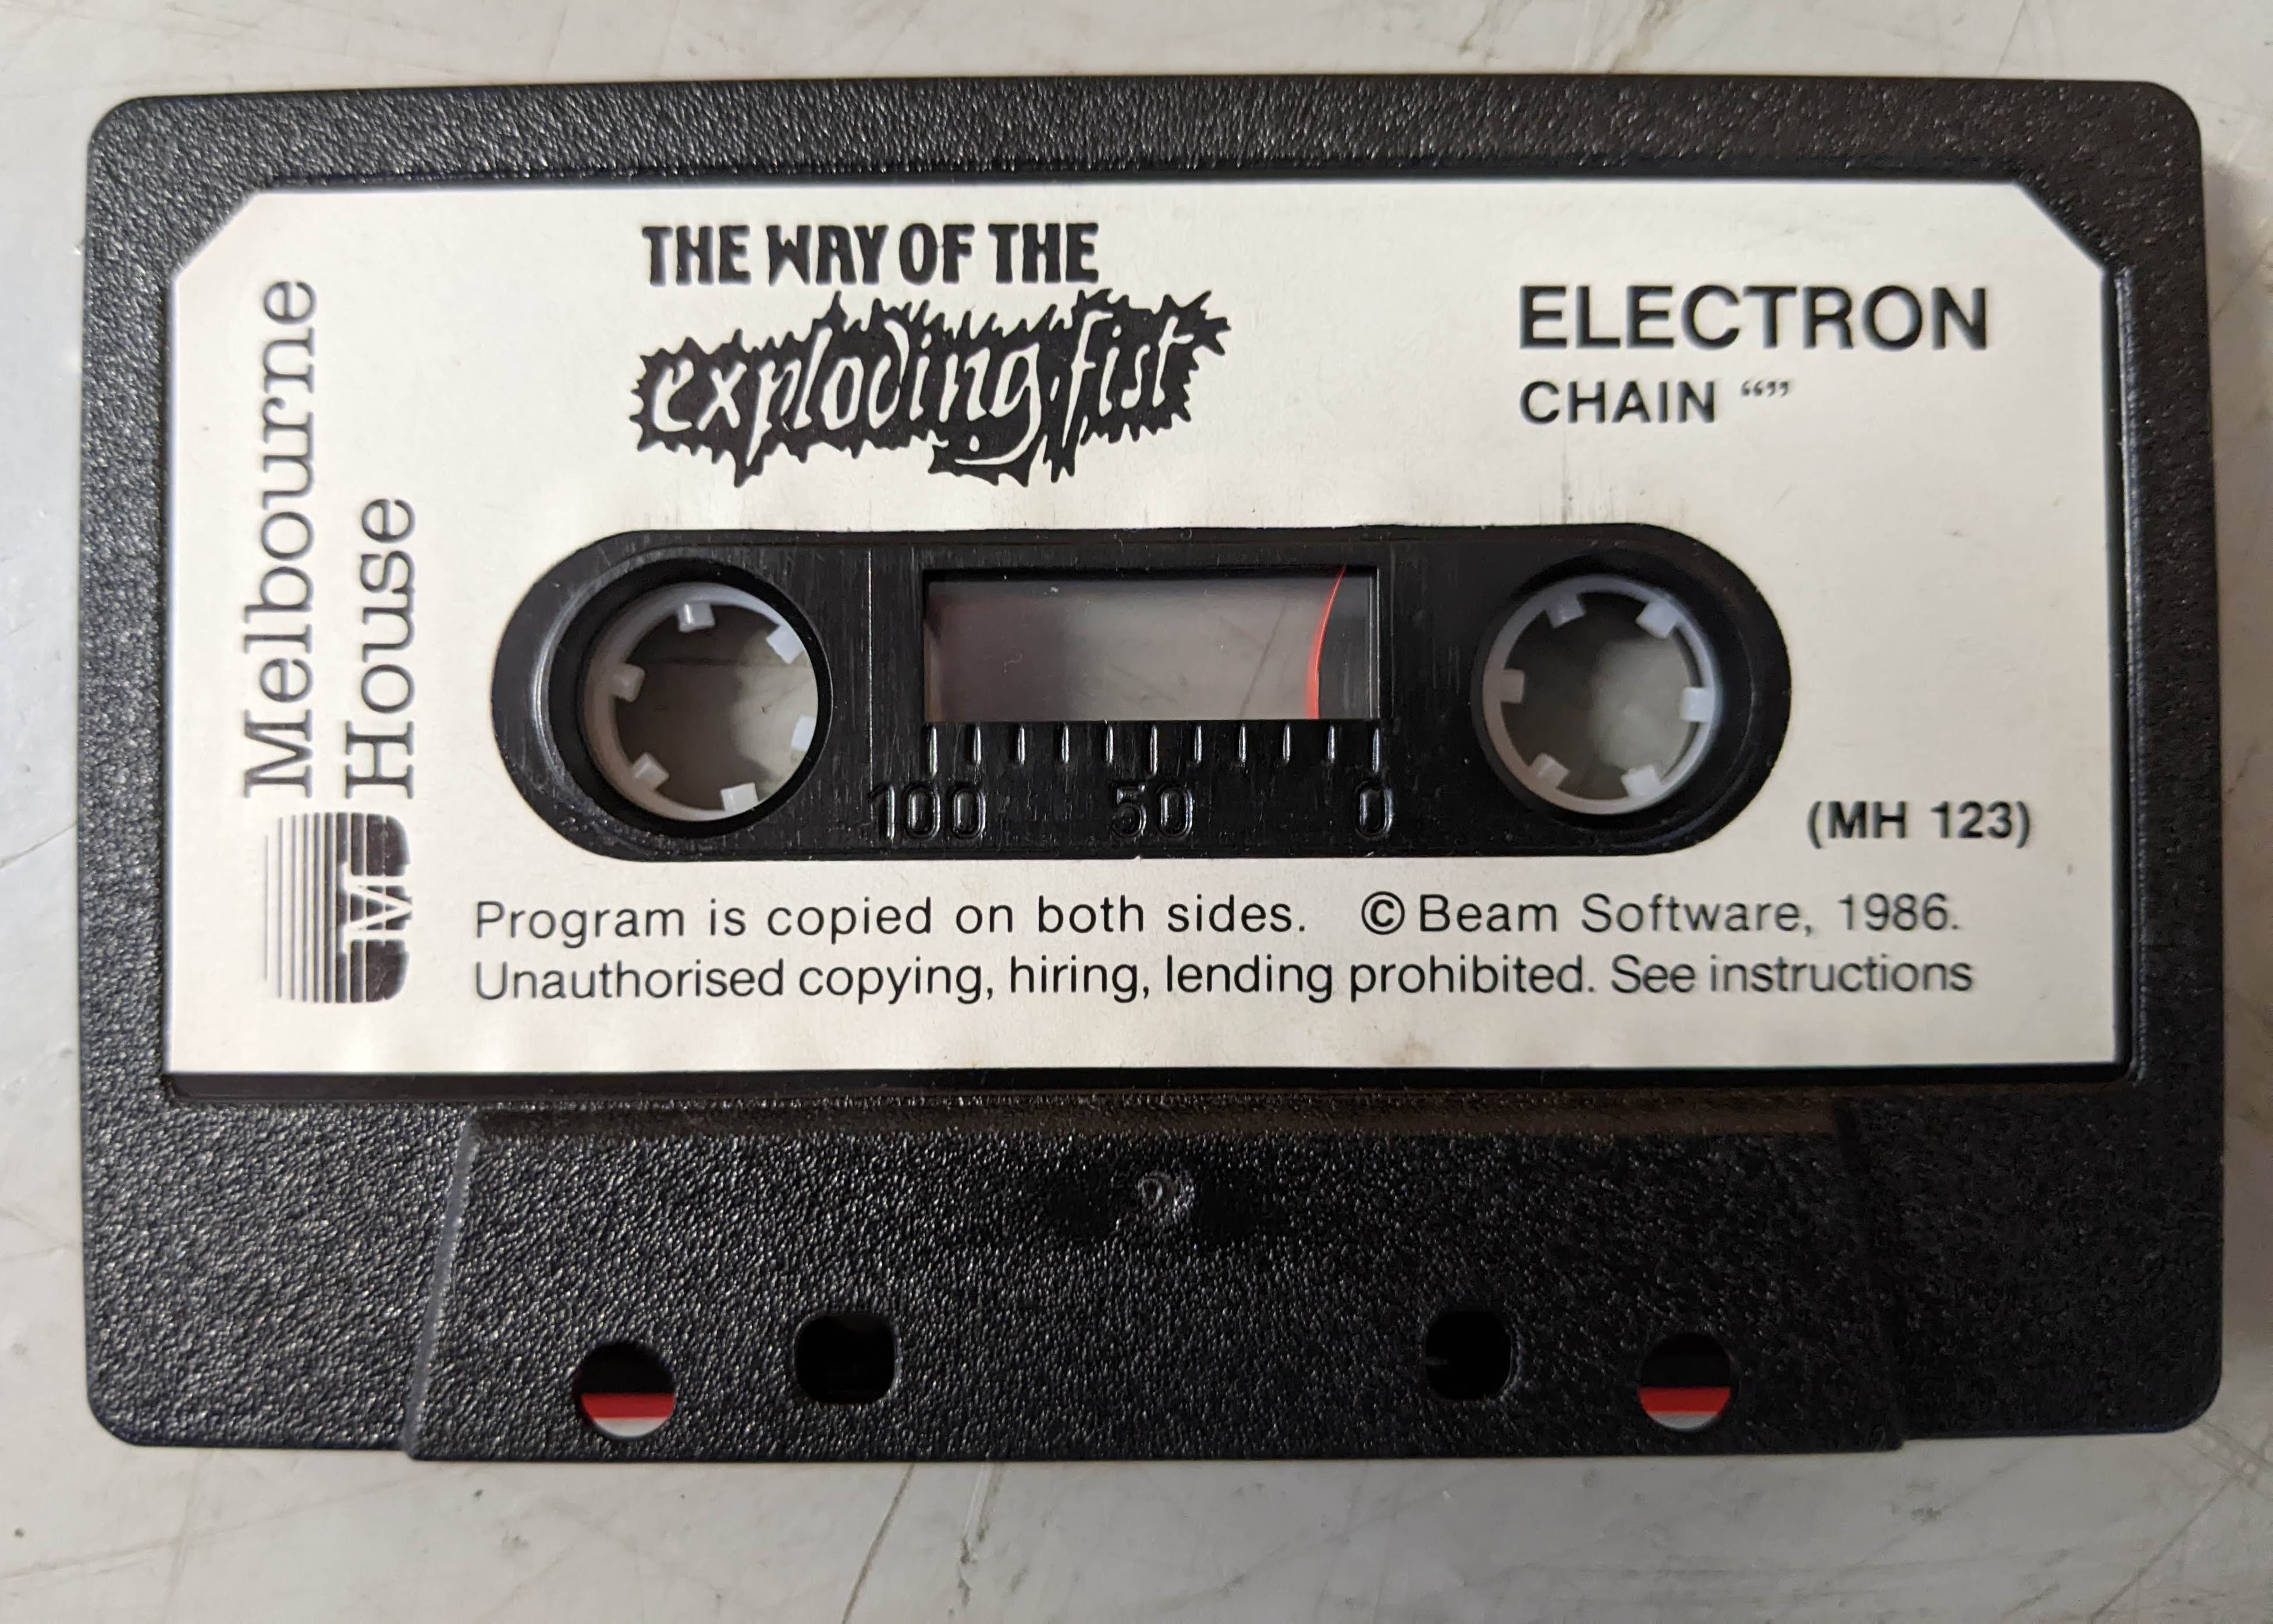 THE WAY OF THE
exploding fist
ELECTRON
CHAIN “”
Melbourne
House
M
100 50 0
(MH 123)
Program is copied on both sides. © Beam Software, 1986.
Unauthorised copying, hiring, lending prohibited. See instructions